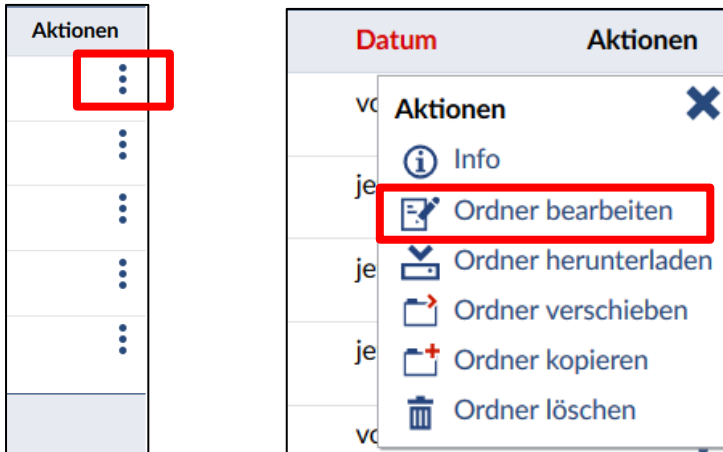 Aktionen
Datum Aktionen
Aktionen
Info
Ordner bearbeiten
Ordner herunterladen
Ordner verschieben
Ordner kopieren
Ordner löschen